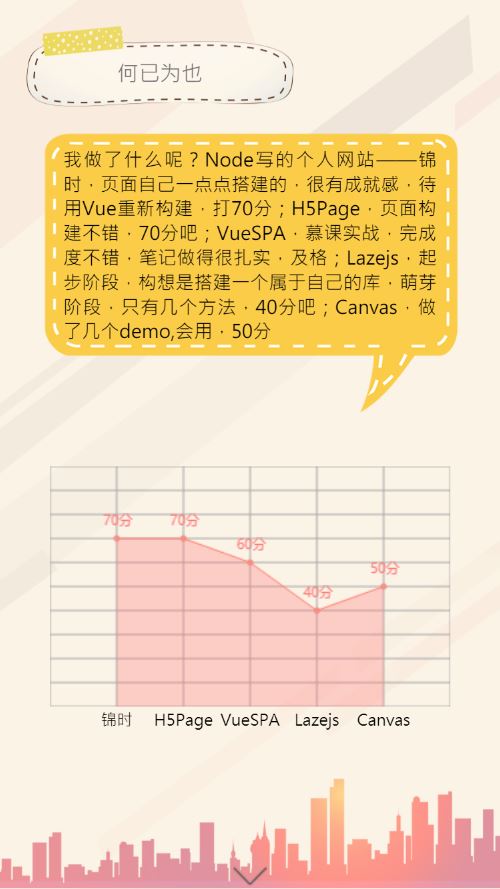 何已为也
我做了什么呢？Node写的个人网站——锦
时，页面自己一点点搭建的，很有成就感，待
用Vue重新构建，打70分；H5Page，页面构
建不错，70分吧；VueSPA，慕课实战，完成
度不错，笔记做得很扎实，及格；Lazejs，起
步阶段，构想是搭建一个属于自己的库，萌芽
阶段，只有几个方法，40分吧；Canvas，做
了几个demo,会用，50分
70分 70分 60分 40分 50分
锦时 H5Page VueSPA Lazejs Canvas